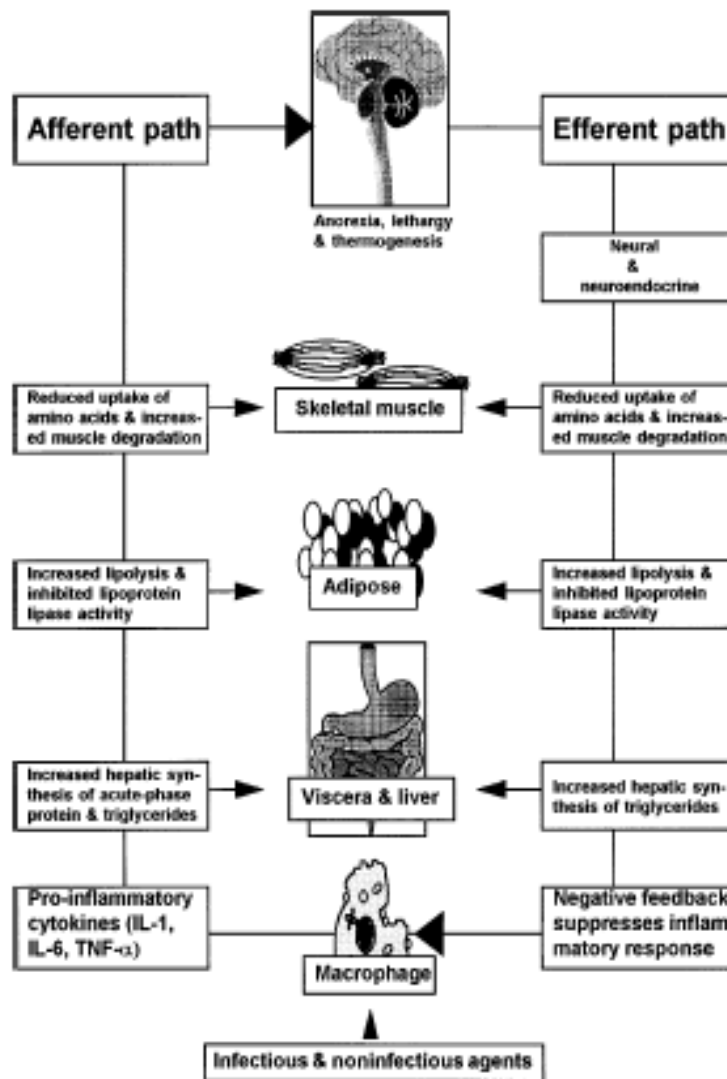 Afferent path
Efferent path
Anorexia, lethargy
& thermogenesis
Neural
&
neuroendocrine
Reduced uptake of
amino acids & increas-
ed muscle degradation
Skeletal muscle
Reduced uptake of
amino acids & increas-
ed muscle degradation
Increased lipolysis &
inhibited lipoprotein
lipase activity
Adipose
Increased lipolysis &
inhibited lipoprotein
lipase activity
Increased hepatic syn-
thesis of acute-phase
protein & triglycerides
Viscera & liver
Increased hepatic syn-
thesis of triglycerides
Pro-inflammatory
cytokines (IL-1,
IL-6, TNF-α)
Macrophage
Negative feedback
suppresses inflam
matory response
Infectious & noninfectious agents